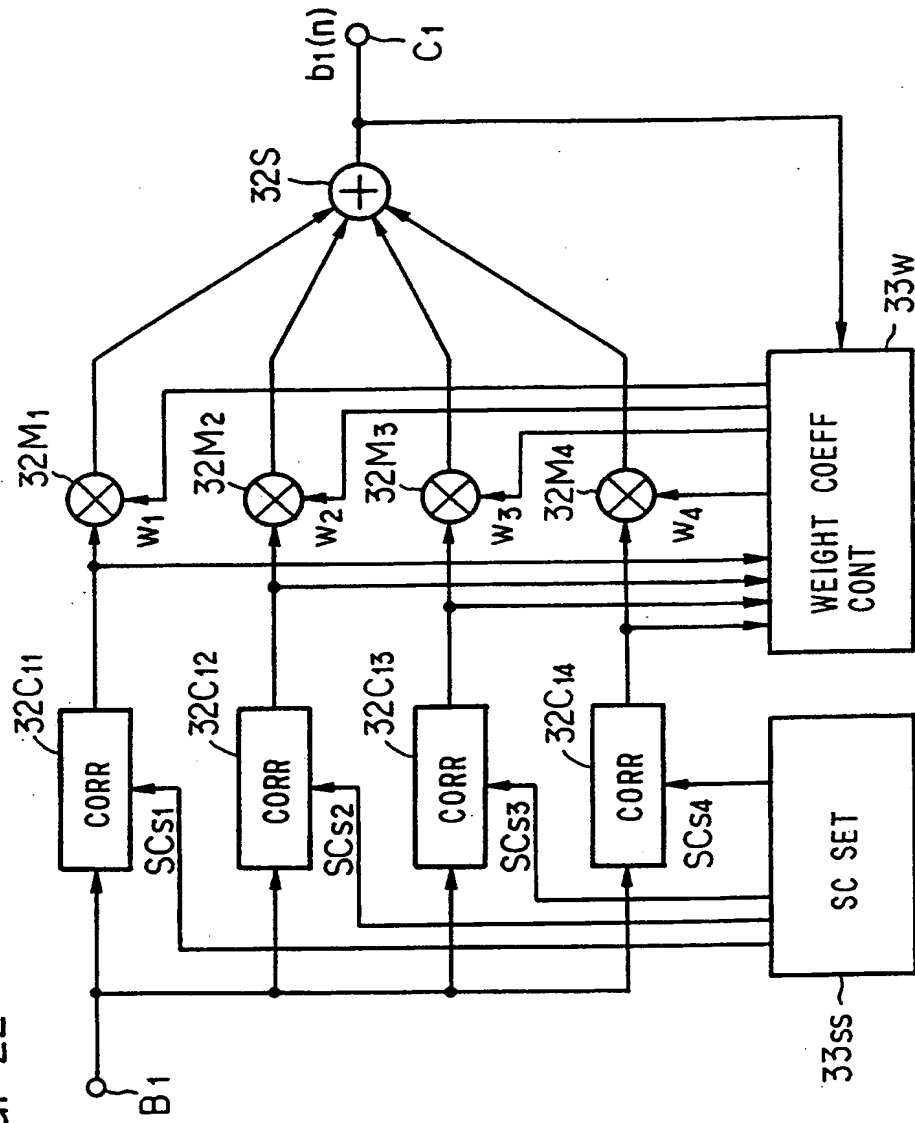 B1
32C11
CORR
SCs1
32C12
CORR
SCs2
32C13
CORR
SCs3
32C14
CORR
SCs4
SC SET
33ss
32M1
W1
32M2
W2
32M3
W3
32M4
W4
32S
b1(n)
C1
WEIGHT COEFF
CONT
33w